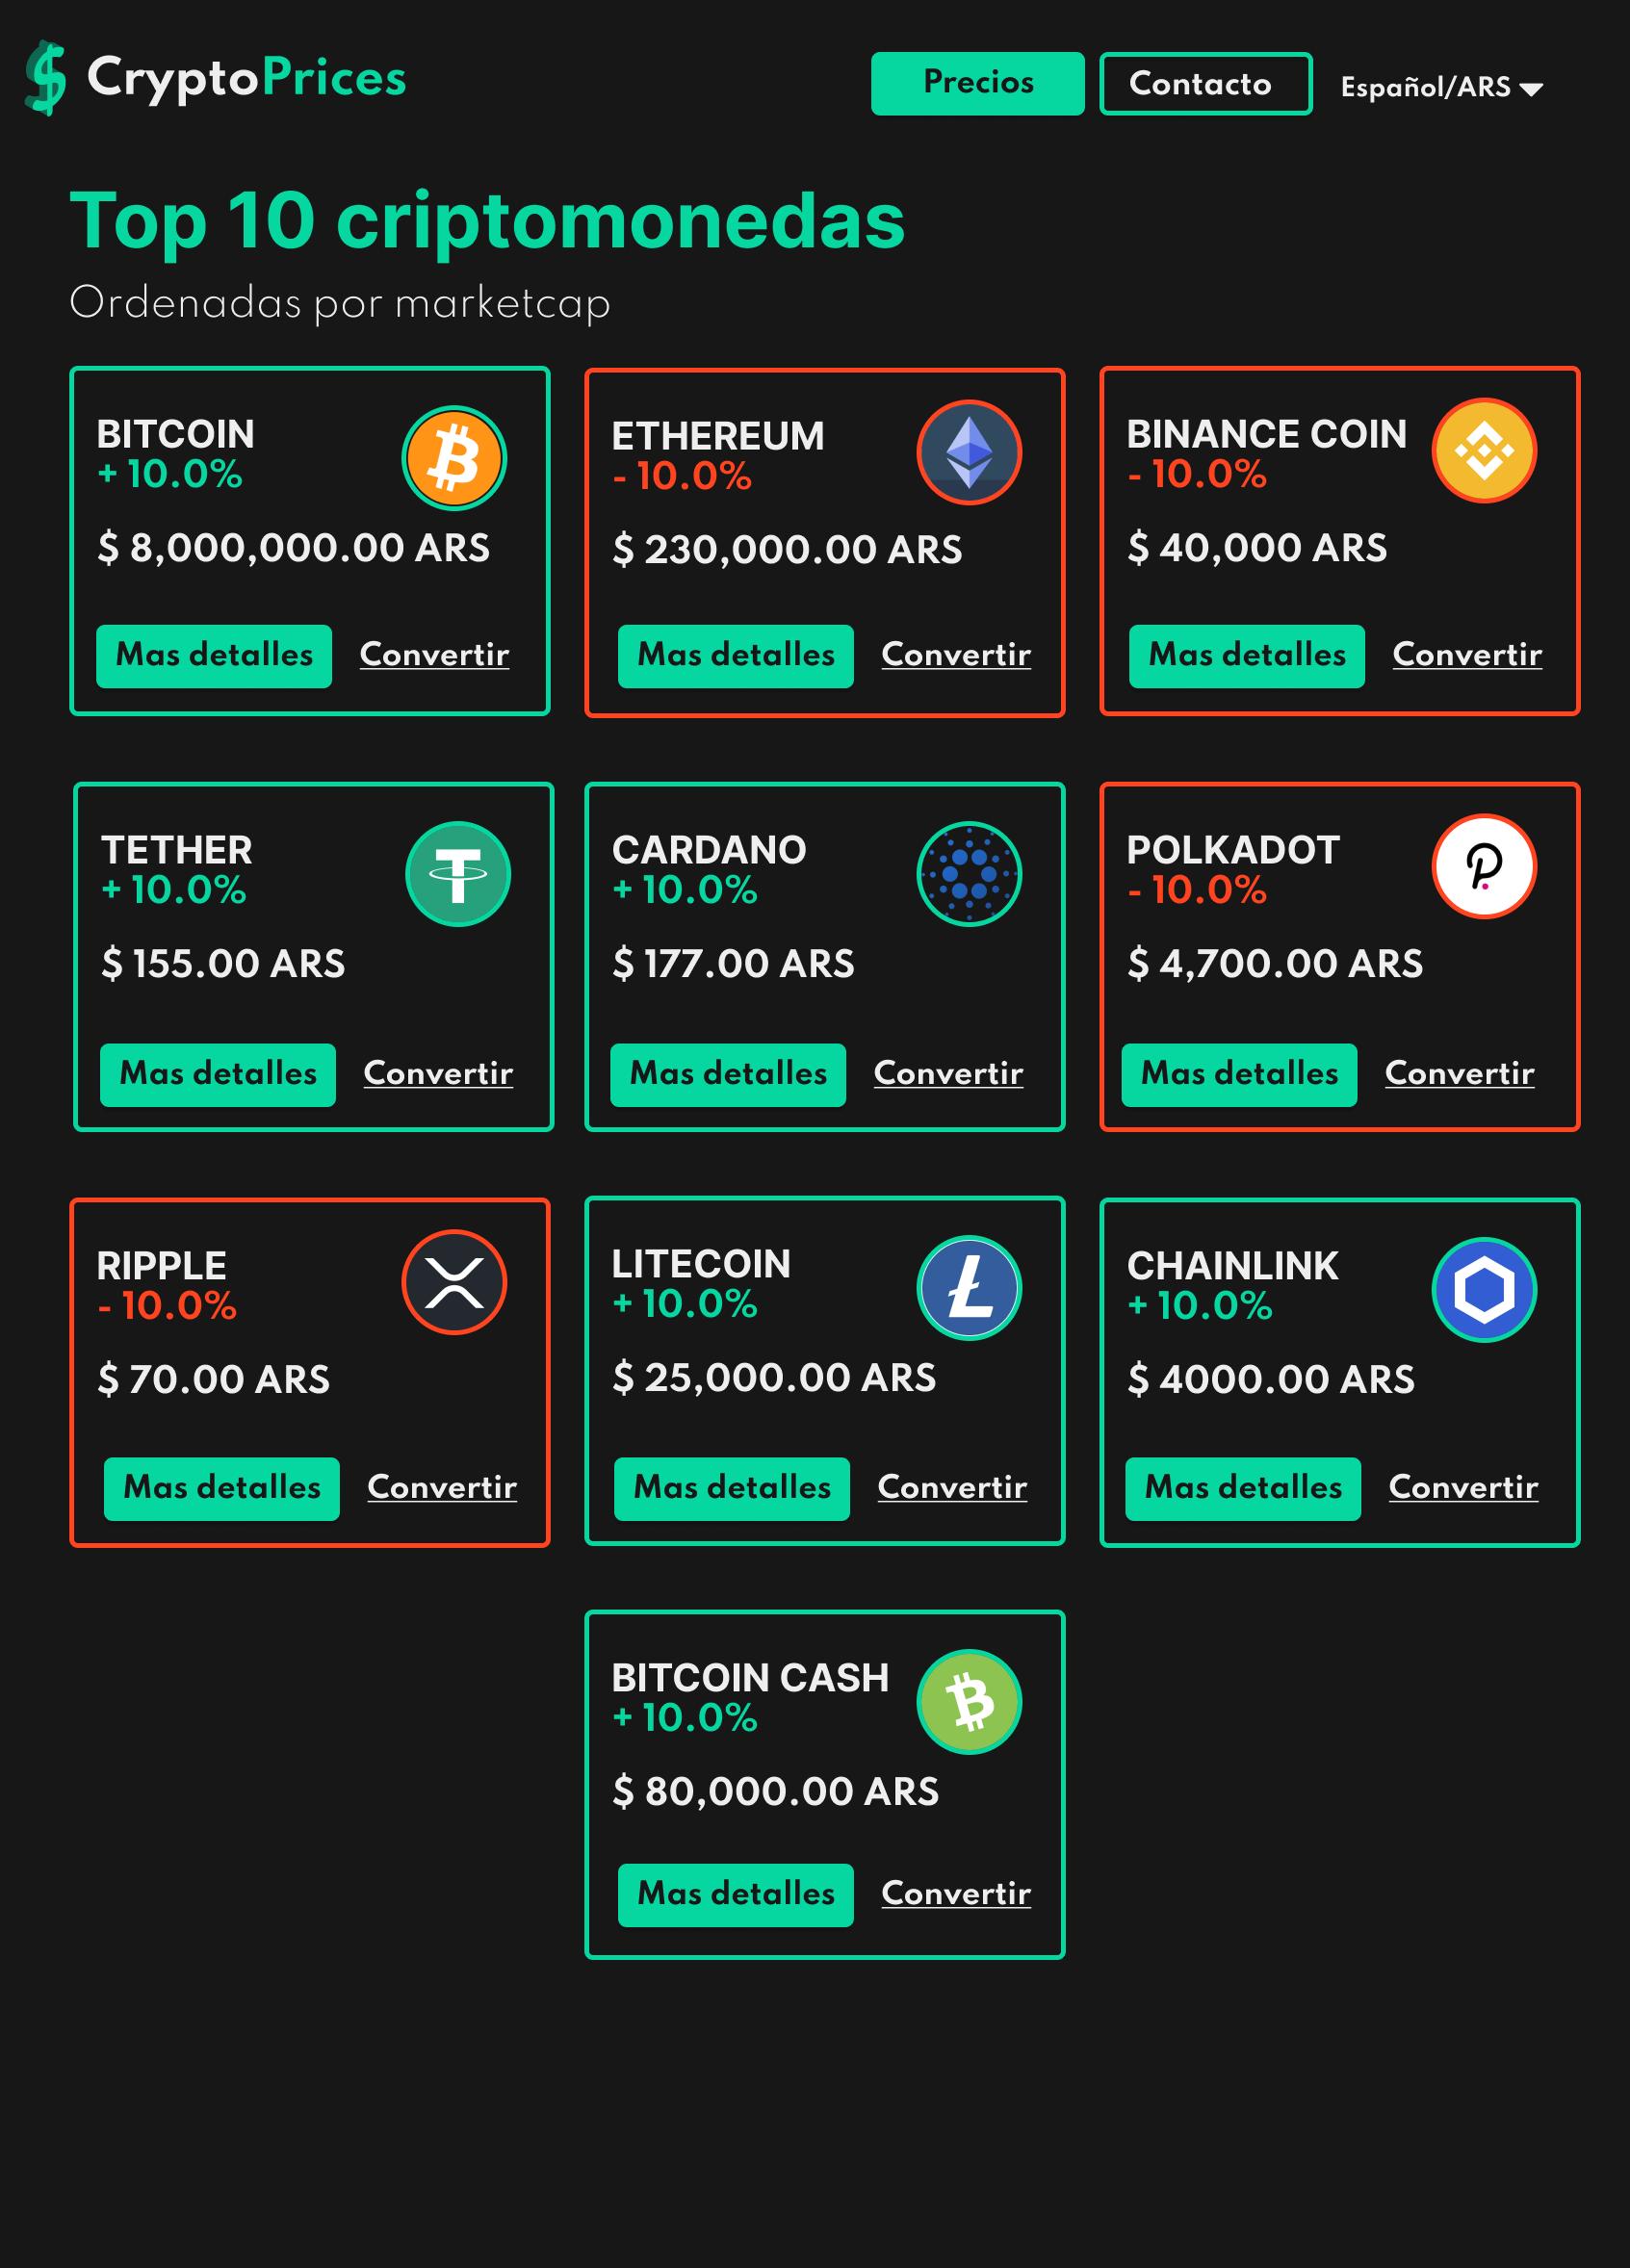 CryptoPrices
Precios
Contacto
Español/ARS
Top 10 criptomonedas
Ordenadas por marketcap
BITCOIN
+ 10.0%
$ 8,000,000.00 ARS
Mas detalles
Convertir
ETHEREUM
- 10.0%
$ 230,000.00 ARS
Mas detalles
Convertir
BINANCE COIN
- 10.0%
$ 40,000 ARS
Mas detalles
Convertir
TETHER
+ 10.0%
$ 155.00 ARS
Mas detalles
Convertir
CARDANO
+ 10.0%
$ 177.00 ARS
Mas detalles
Convertir
POLKADOT
- 10.0%
$ 4,700.00 ARS
Mas detalles
Convertir
RIPPLE
- 10.0%
$ 70.00 ARS
Mas detalles
Convertir
LITECOIN
+ 10.0%
$ 25,000.00 ARS
Mas detalles
Convertir
CHAINLINK
+ 10.0%
$ 4000.00 ARS
Mas detalles
Convertir
BITCOIN CASH
+ 10.0%
$ 80,000.00 ARS
Mas detalles
Convertir